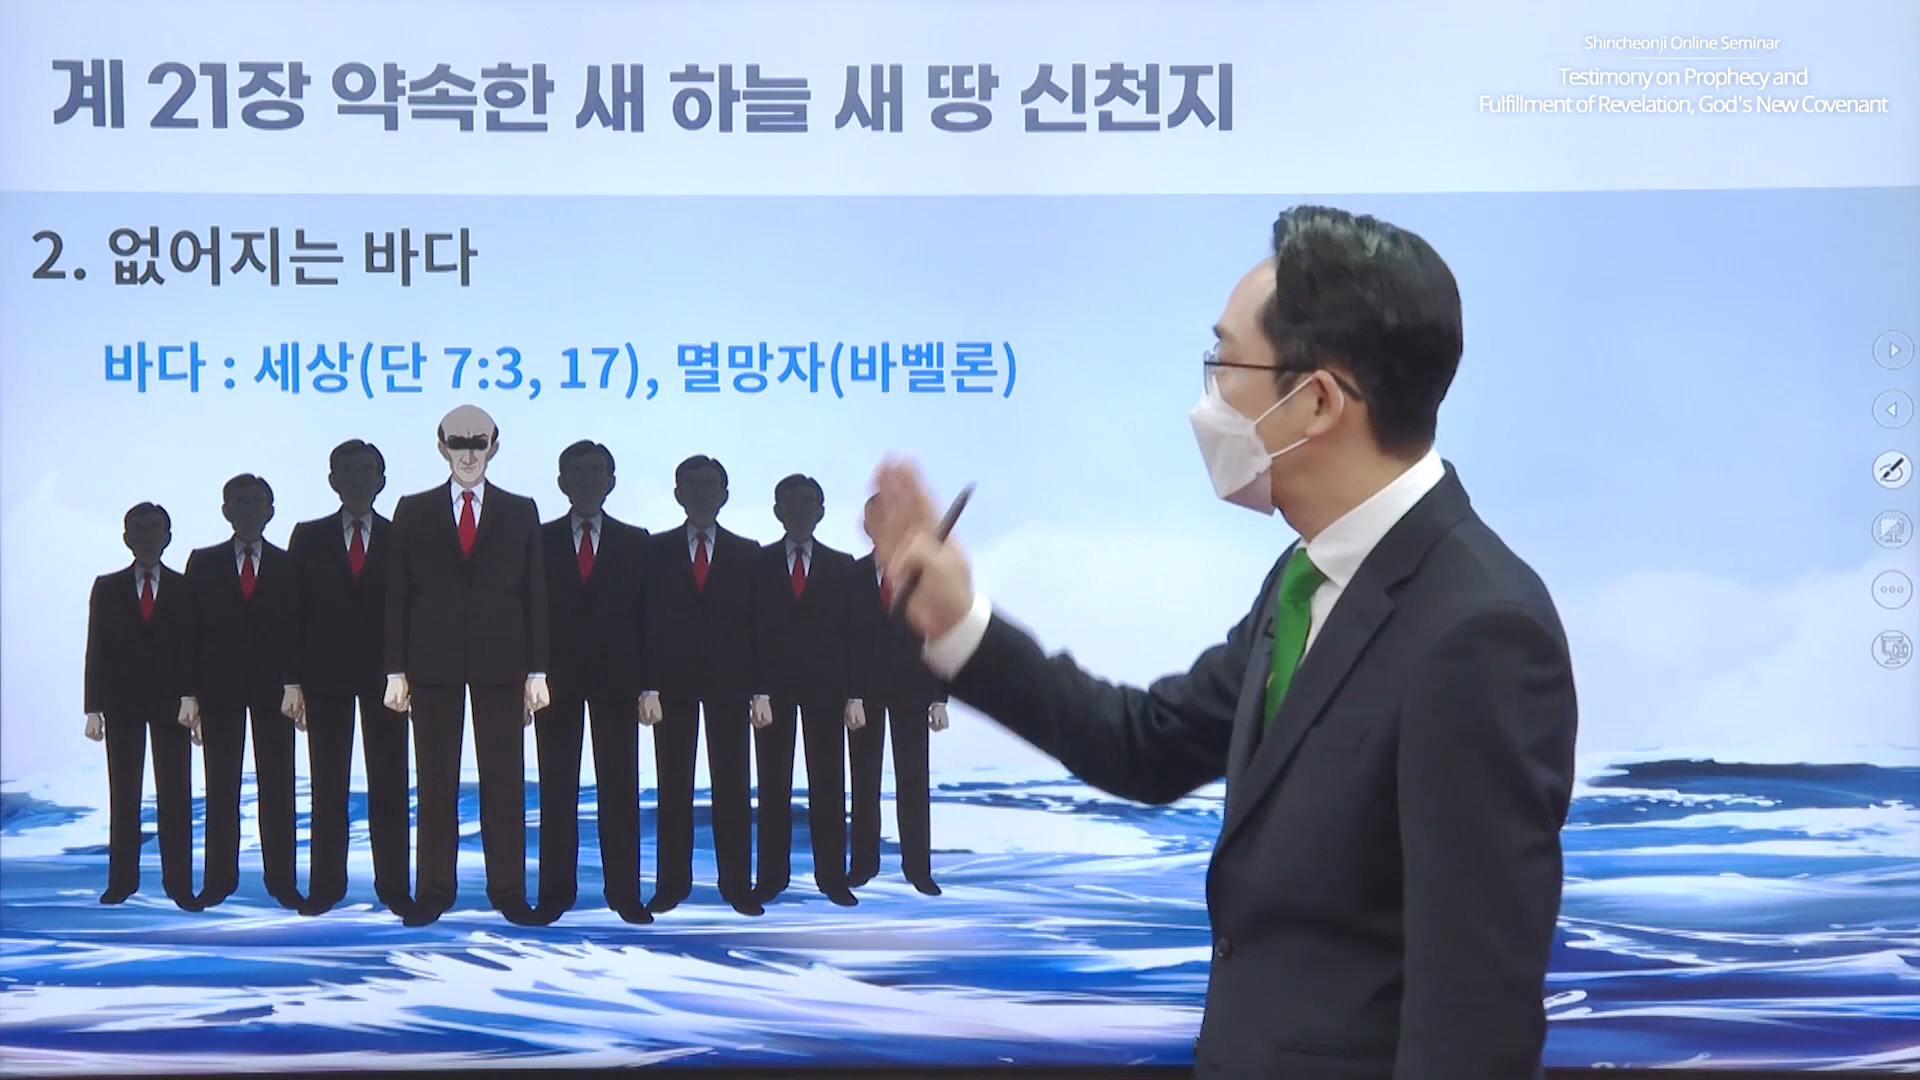 Shincheonji Online Seminar
Testimony on Prophecy and
Fulfillment of Revelation, God's New Covenant
계 21장 약속한 새 하늘 새 땅 신천지
2. 없어지는 바다
바다 : 세상(단 7:3, 17), 멸망자(바벨론)